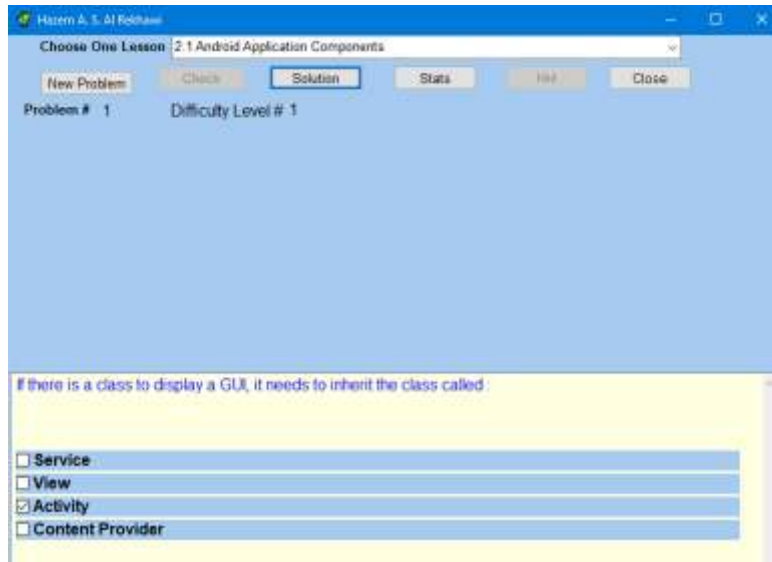 Hazem A. S. Al Rekhawi
Choose One Lesson 2.1 Android Application Components
New Problem Check Solution Stats Hint Close
Problem # 1 Difficulty Level # 1
If there is a class to display a GUI, it needs to inherit the class called :
Service
View
Activity
Content Provider